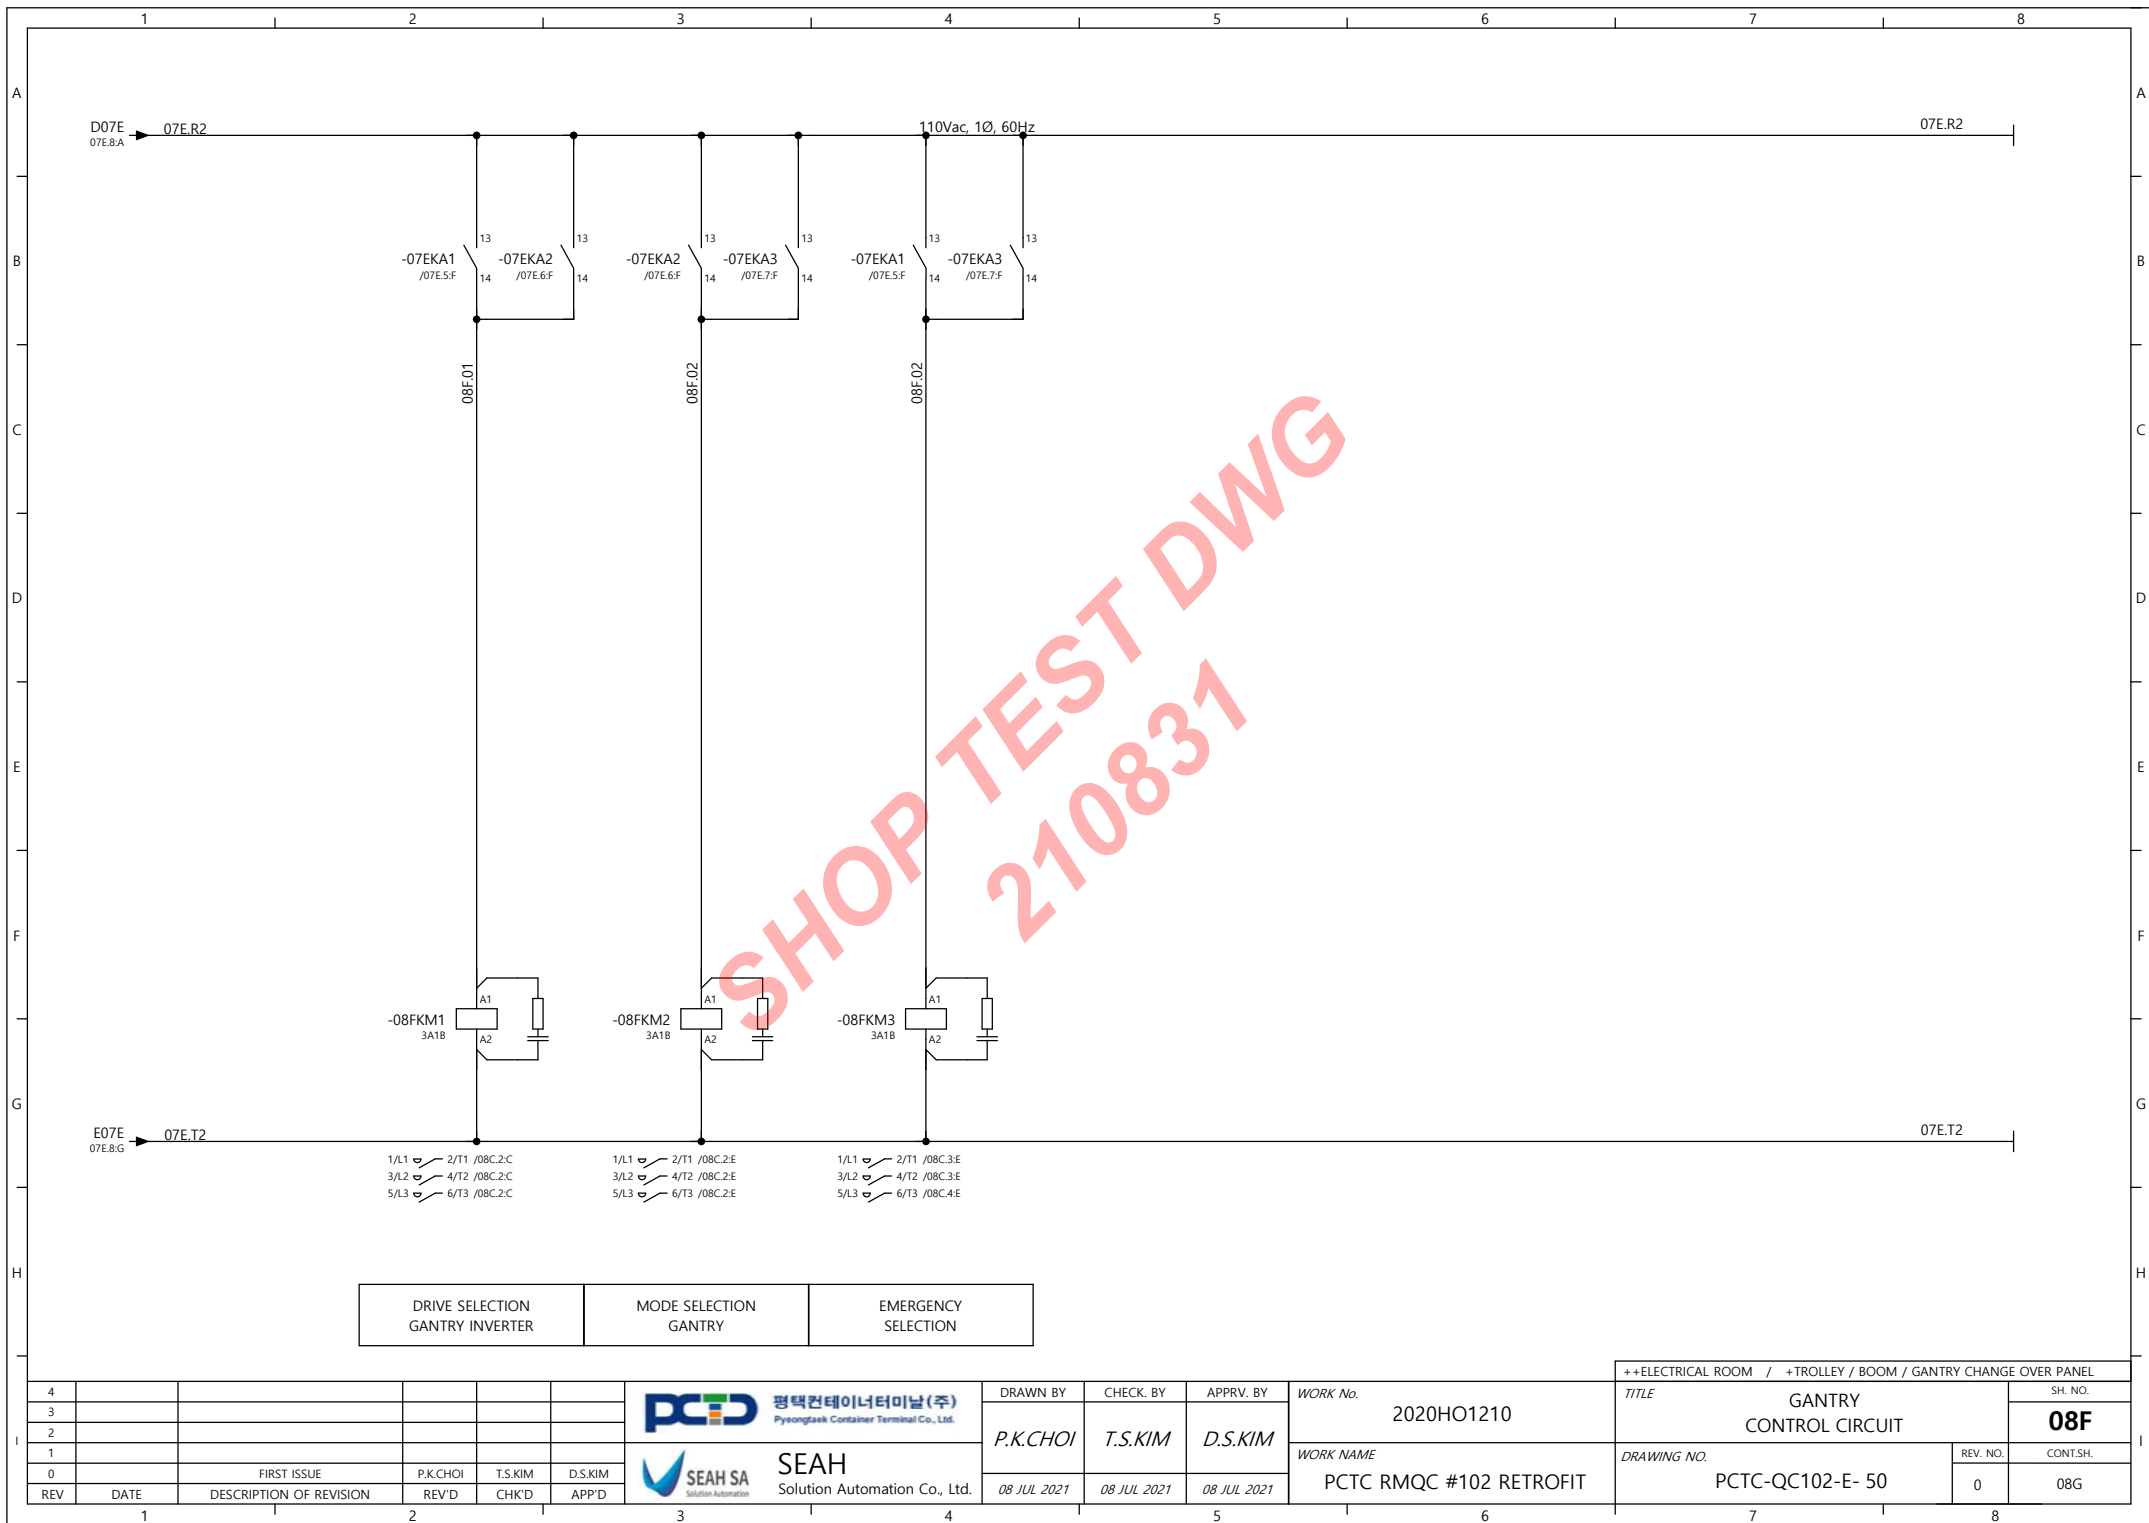 1 2 3 4 5 6 7 8
A A
D07E 07E.R2 110Vac, 1Ø, 60Hz 07E.R2
07E.8:A
13 13 13 13 13 13
B -07EKA1 -07EKA2 -07EKA2 -07EKA3 -07EKA1 -07EKA3 B
/07E.5:F 14 /07E.6:F 14 /07E.6:F 14 /07E.7:F 14 /07E.5:F 14 /07E.7:F 14
08F.01 08F.02 08F.02
C C
SHOP TEST DWG
210831
D D
E E
F F
A1 A1 A1
-08FKM1 -08FKM2 -08FKM3
3A1B A2 3A1B A2 3A1B A2
G G
E07E 07E.T2 07E.T2
07E.8:G
1/L1 2/T1 /08C.2:C 1/L1 2/T1 /08C.2:E 1/L1 2/T1 /08C.3:E
3/L2 4/T2 /08C.2:C 3/L2 4/T2 /08C.2:E 3/L2 4/T2 /08C.3:E
5/L3 6/T3 /08C.2:C 5/L3 6/T3 /08C.2:E 5/L3 6/T3 /08C.4:E
H H
DRIVE SELECTION MODE SELECTION EMERGENCY
GANTRY INVERTER GANTRY SELECTION
++ELECTRICAL ROOM / +TROLLEY / BOOM / GANTRY CHANGE OVER PANEL
4
3
2
1
0 FIRST ISSUE P.K.CHOI T.S.KIM D.S.KIM
REV DATE DESCRIPTION OF REVISION REV'D CHK'D APP'D
PCTC 평택컨테이너터미날(주)
Pyeongtaek Container Terminal Co., Ltd.
SEAH SA
Solution Automation
SEAH
Solution Automation Co., Ltd.
DRAWN BY CHECK. BY APPRV. BY
P.K.CHOI T.S.KIM D.S.KIM
08 JUL 2021 08 JUL 2021 08 JUL 2021
WORK No.
2020HO1210
WORK NAME
PCTC RMQC #102 RETROFIT
TITLE
GANTRY
CONTROL CIRCUIT
SH. NO.
08F
DRAWING NO.
PCTC-QC102-E- 50
REV. NO.
0
CONT.SH.
08G
I I
1 2 3 4 5 6 7 8